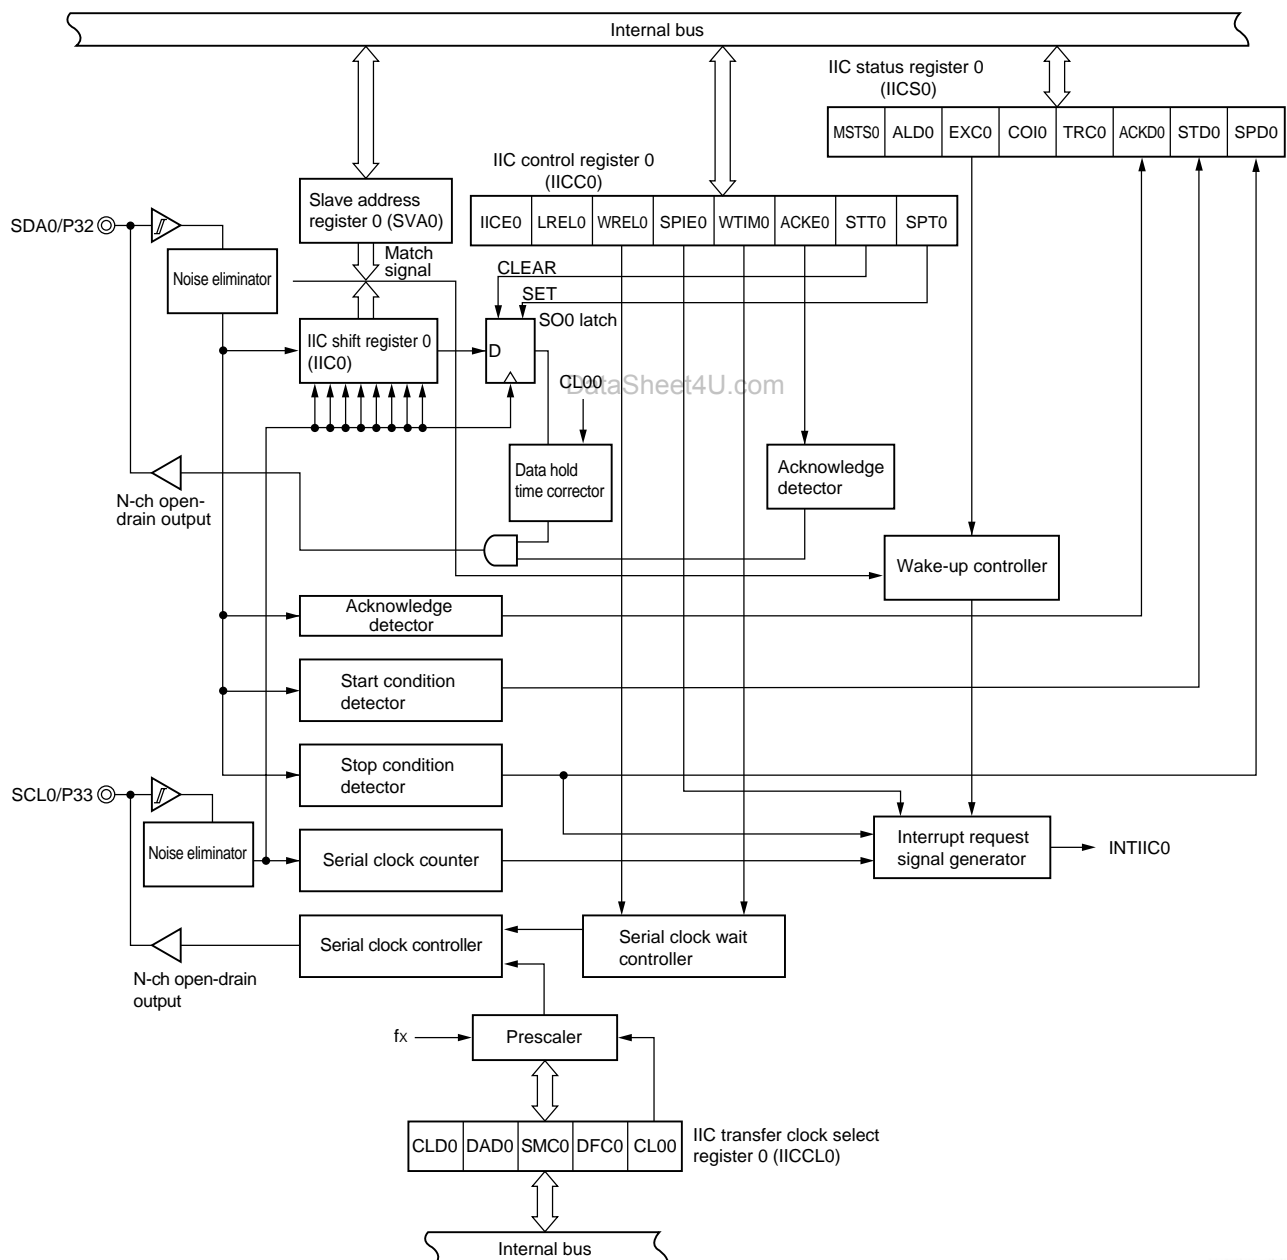 Internal bus
IIC status register 0
(IICS0)
MSTS0 ALD0 EXC0 COI0 TRC0 ACKD0 STD0 SPD0
IIC control register 0
(IICC0)
IICE0 LREL0 WREL0 SPIE0 WTIM0 ACKE0 STT0 SPT0
Slave address
register 0 (SVA0)
SDA0/P32
Noise eliminator
Match
signal
CLEAR
SET
SO0 latch
IIC shift register 0
(IIC0)
D
CL00
DataSheet4U.com
Data hold
time corrector
Acknowledge
detector
N-ch open-
drain output
Wake-up controller
Acknowledge
detector
Start condition
detector
Stop condition
detector
SCL0/P33
Noise eliminator
Serial clock counter
Interrupt request
signal generator
INTIIC0
Serial clock controller
Serial clock wait
controller
N-ch open-drain
output
fx
Prescaler
CLD0 DAD0 SMC0 DFC0 CL00
IIC transfer clock select
register 0 (IICCL0)
Internal bus